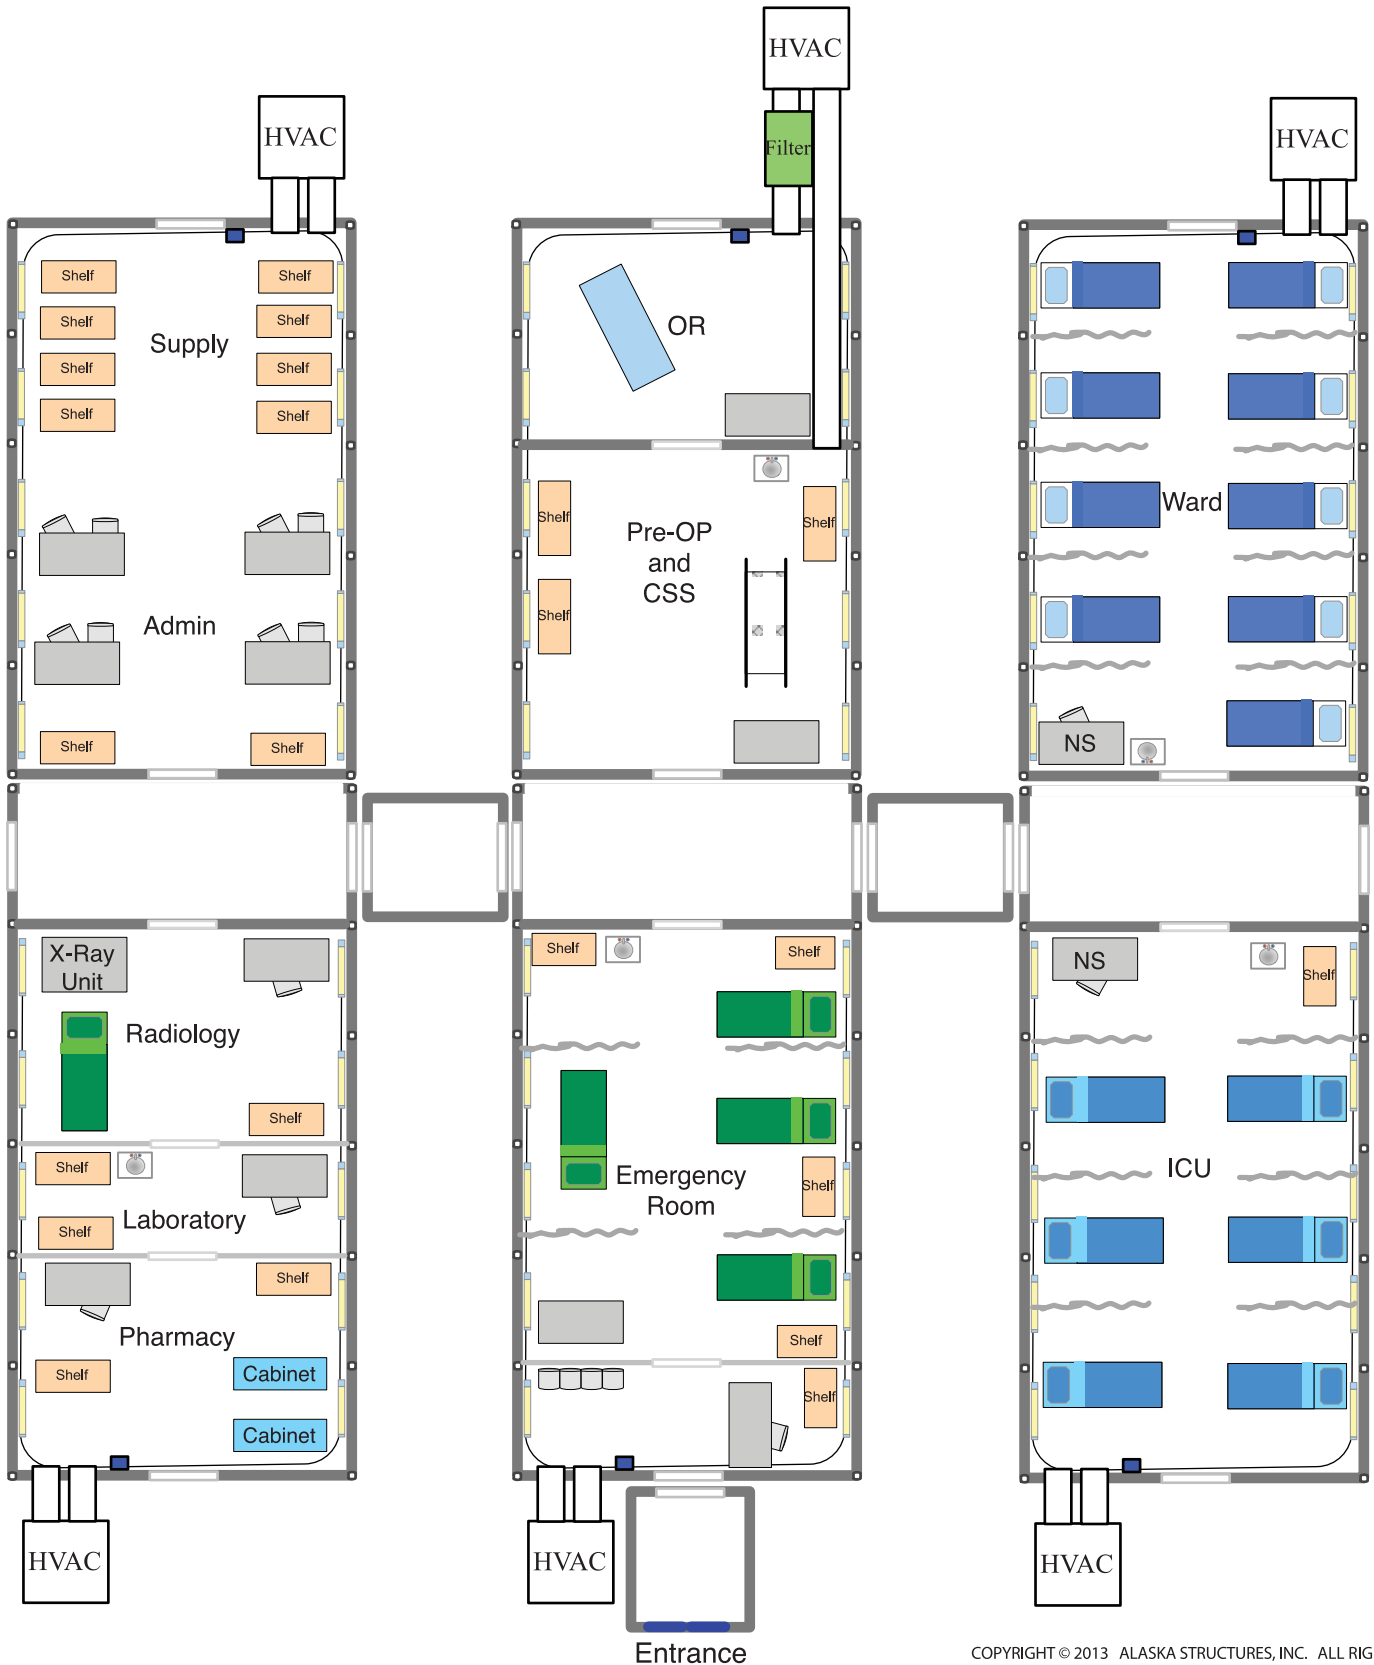 HVAC
HVAC
HVAC
Filter
Shelf
Shelf
Shelf
Shelf
Supply
Shelf
Shelf
Shelf
Shelf
Admin
Shelf
Shelf
OR
Shelf
Shelf
Pre-OP
and
CSS
Shelf
Ward
NS
X-Ray
Unit
Radiology
Shelf
Shelf
Laboratory
Shelf
Shelf
Pharmacy
Shelf
Cabinet
Cabinet
HVAC
Shelf
Shelf
Emergency
Room
Shelf
Shelf
Shelf
HVAC
Entrance
NS
Shelf
ICU
HVAC
COPYRIGHT © 2013 ALASKA STRUCTURES, INC. ALL RIG